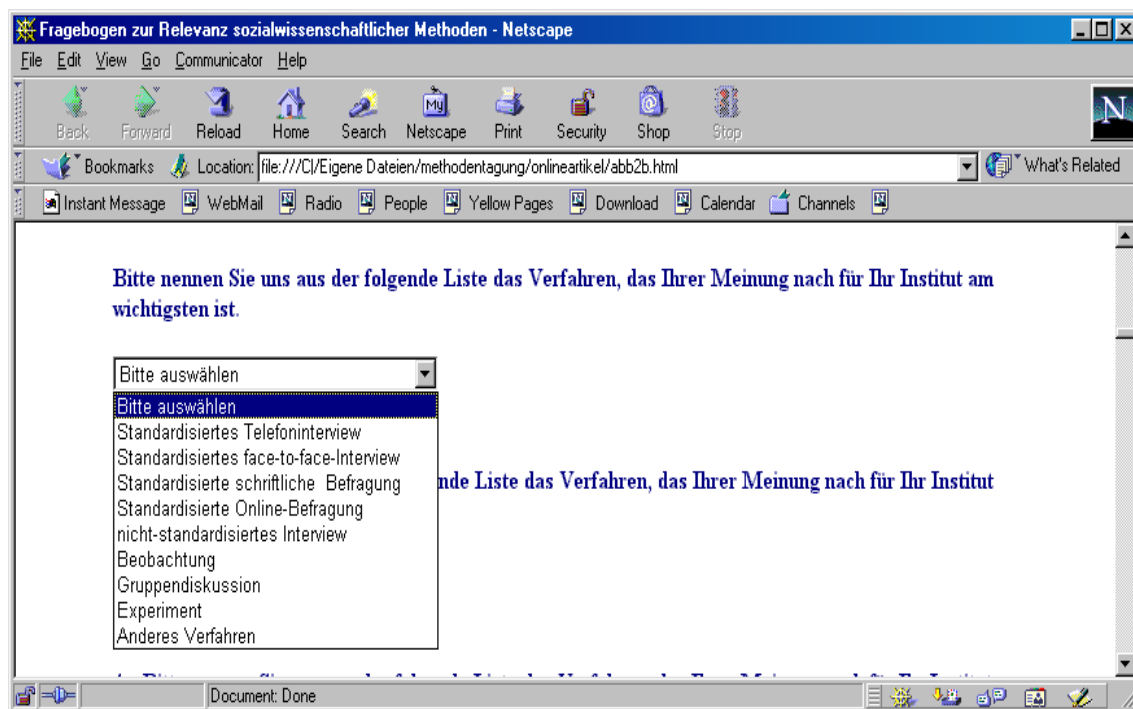 Fragebogen zur Relevanz sozialwissenschaftlicher Methoden - Netscape
File Edit View Go Communicator Help
My
N
Back Forward Reload Home Search Netscape Print Security Shop Stop
Bookmarks Location: file:///C|/Eigene Dateien/methodentagung/onlineartikel/abb2b.html What's Related
Instant Message WebMail Radio People Yellow Pages Download Calendar Channels
Bitte nennen Sie uns aus der folgende Liste das Verfahren, das Ihrer Meinung nach für Ihr Institut am
wichtigsten ist.
Bitte auswählen
Bitte auswählen
Standardisiertes Telefoninterview
Standardisiertes face-to-face-Interview
Standardisierte schriftliche Befragung
nde Liste das Verfahren, das Ihrer Meinung nach für Ihr Institut
Standardisierte Online-Befragung
nicht-standardisiertes Interview
Beobachtung
Gruppendiskussion
Experiment
Anderes Verfahren
Document: Done